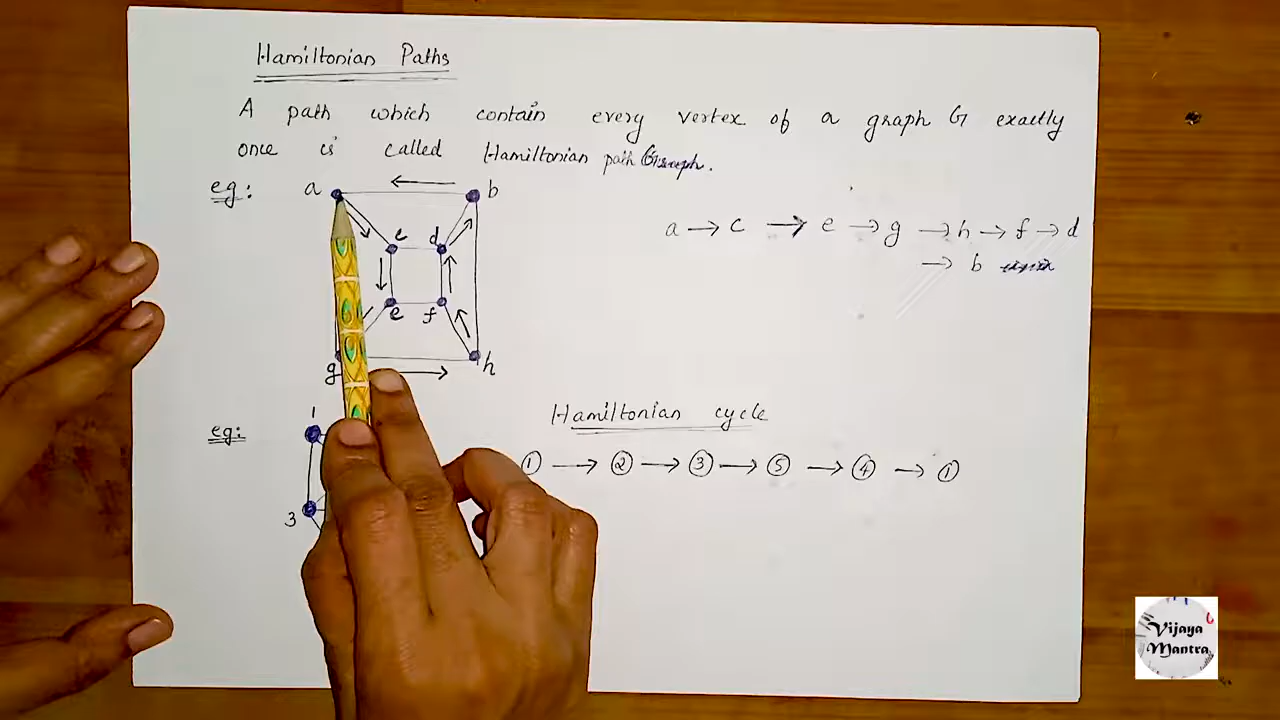 Hamiltonian Paths
A path which contain every vertex of a graph G exactly
once is called Hamiltonian path Graph.
eg:
a b
c d
e f
g h
a → c → e → g → h → f → d
→ b
eg:
1
3
Hamiltonian cycle
① → ② → ③ → ⑤ → ④ → ①
Vijaya
Mantra